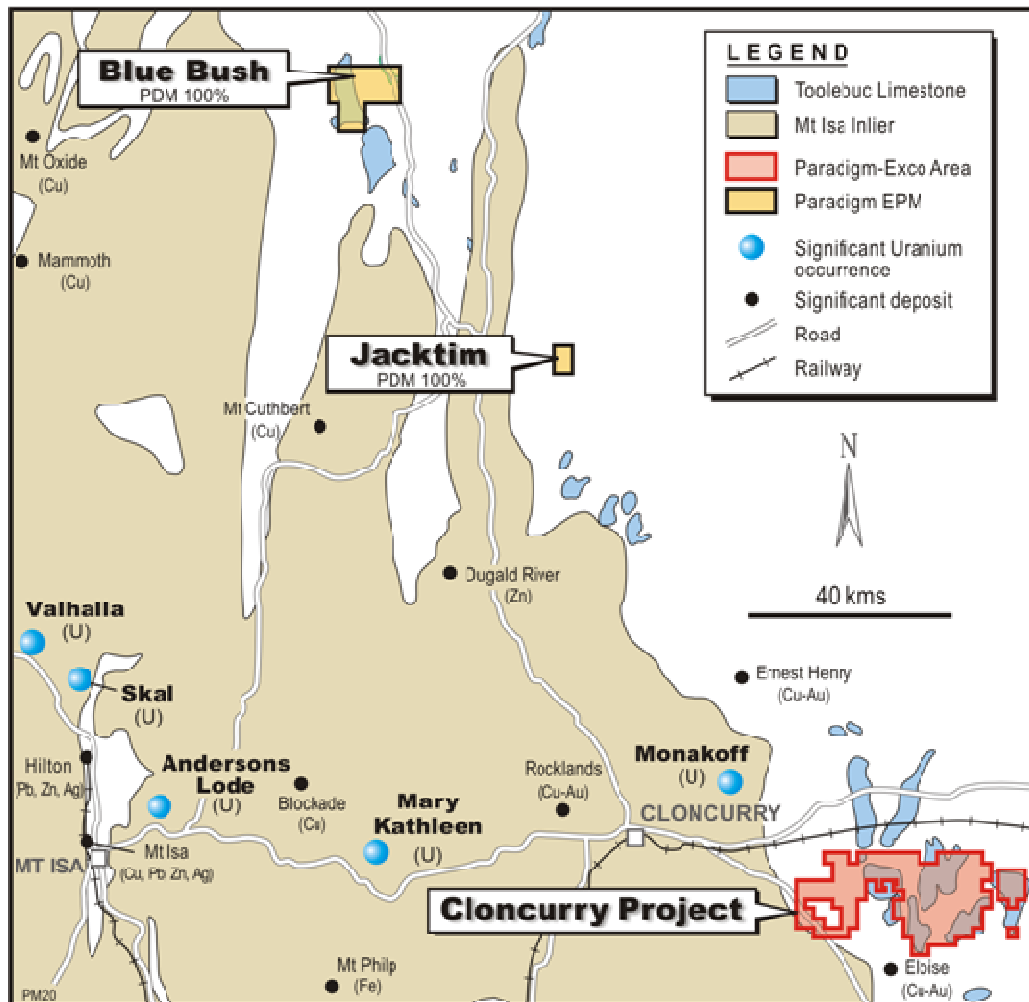 Blue Bush
PDM 100%
Mt Oxide
(Cu)
Mammoth
(Cu)
Jacktim
PDM 100%
Mt Cuthbert
(Cu)
Dugald River
(Zn)
Valhalla
(U)
Skal
(U)
Hilton
(Pb, Zn, Ag)
Andersons
Lode
(U)
Blockade
(Cu)
Mary
Kathleen
(U)
Rocklands
(Cu-Au)
Monakoff
(U)
Ernest Henry
(Cu-Au)
CLONCURRY
MT ISA
Mt Isa
(Cu, Pb Zn, Ag)
Cloncurry Project
Mt Philp
(Fe)
Eloise
(Cu-Au)
PM20
LEGEND
Toolebuc Limestone
Mt Isa Inlier
Paradigm-Exco Area
Paradigm EPM
Significant Uranium
occurrence
Significant deposit
Road
Railway
N
40 kms